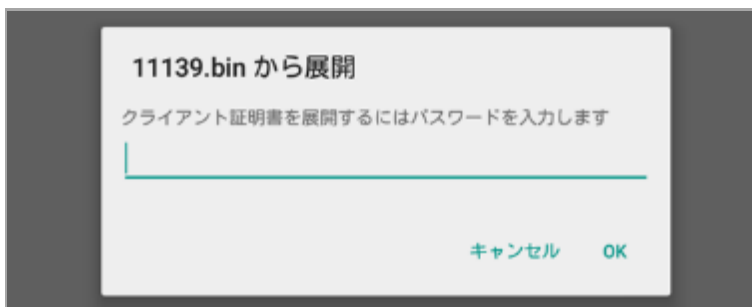 11139.bin から展開
クライアント証明書を展開するにはパスワードを入力します
キャンセル OK